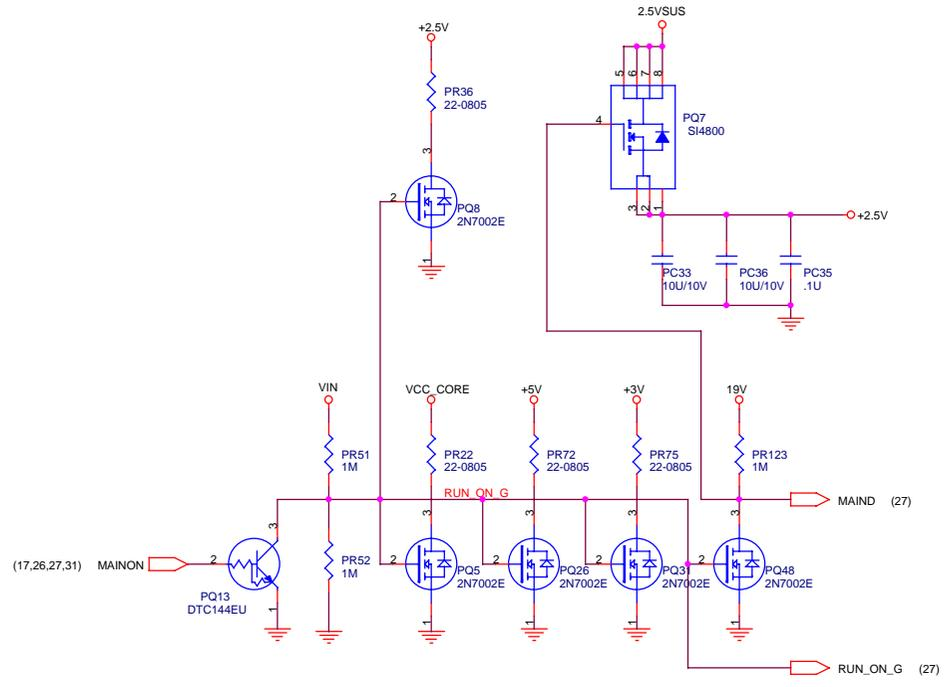 2.5VSUS
+2.5V
5 6 7 8
PR36
22-0805
4
PQ7
SI4800
3
2
PQ8
2N7002E
3 2 1
+2.5V
1
PC33
10U/10V
PC36
10U/10V
PC35
.1U
VIN
VCC_CORE
+5V
+3V
19V
PR51
1M
PR22
22-0805
PR72
22-0805
PR75
22-0805
PR123
1M
RUN_ON_G
MAIND (27)
3
3
3
3
3
(17,26,27,31) MAINON
2
PR52
1M
2
PQ5
2N7002E
2
PQ26
2N7002E
2
PQ31
2N7002E
2
PQ48
2N7002E
PQ13
DTC144EU
1
1
1
1
1
RUN_ON_G (27)